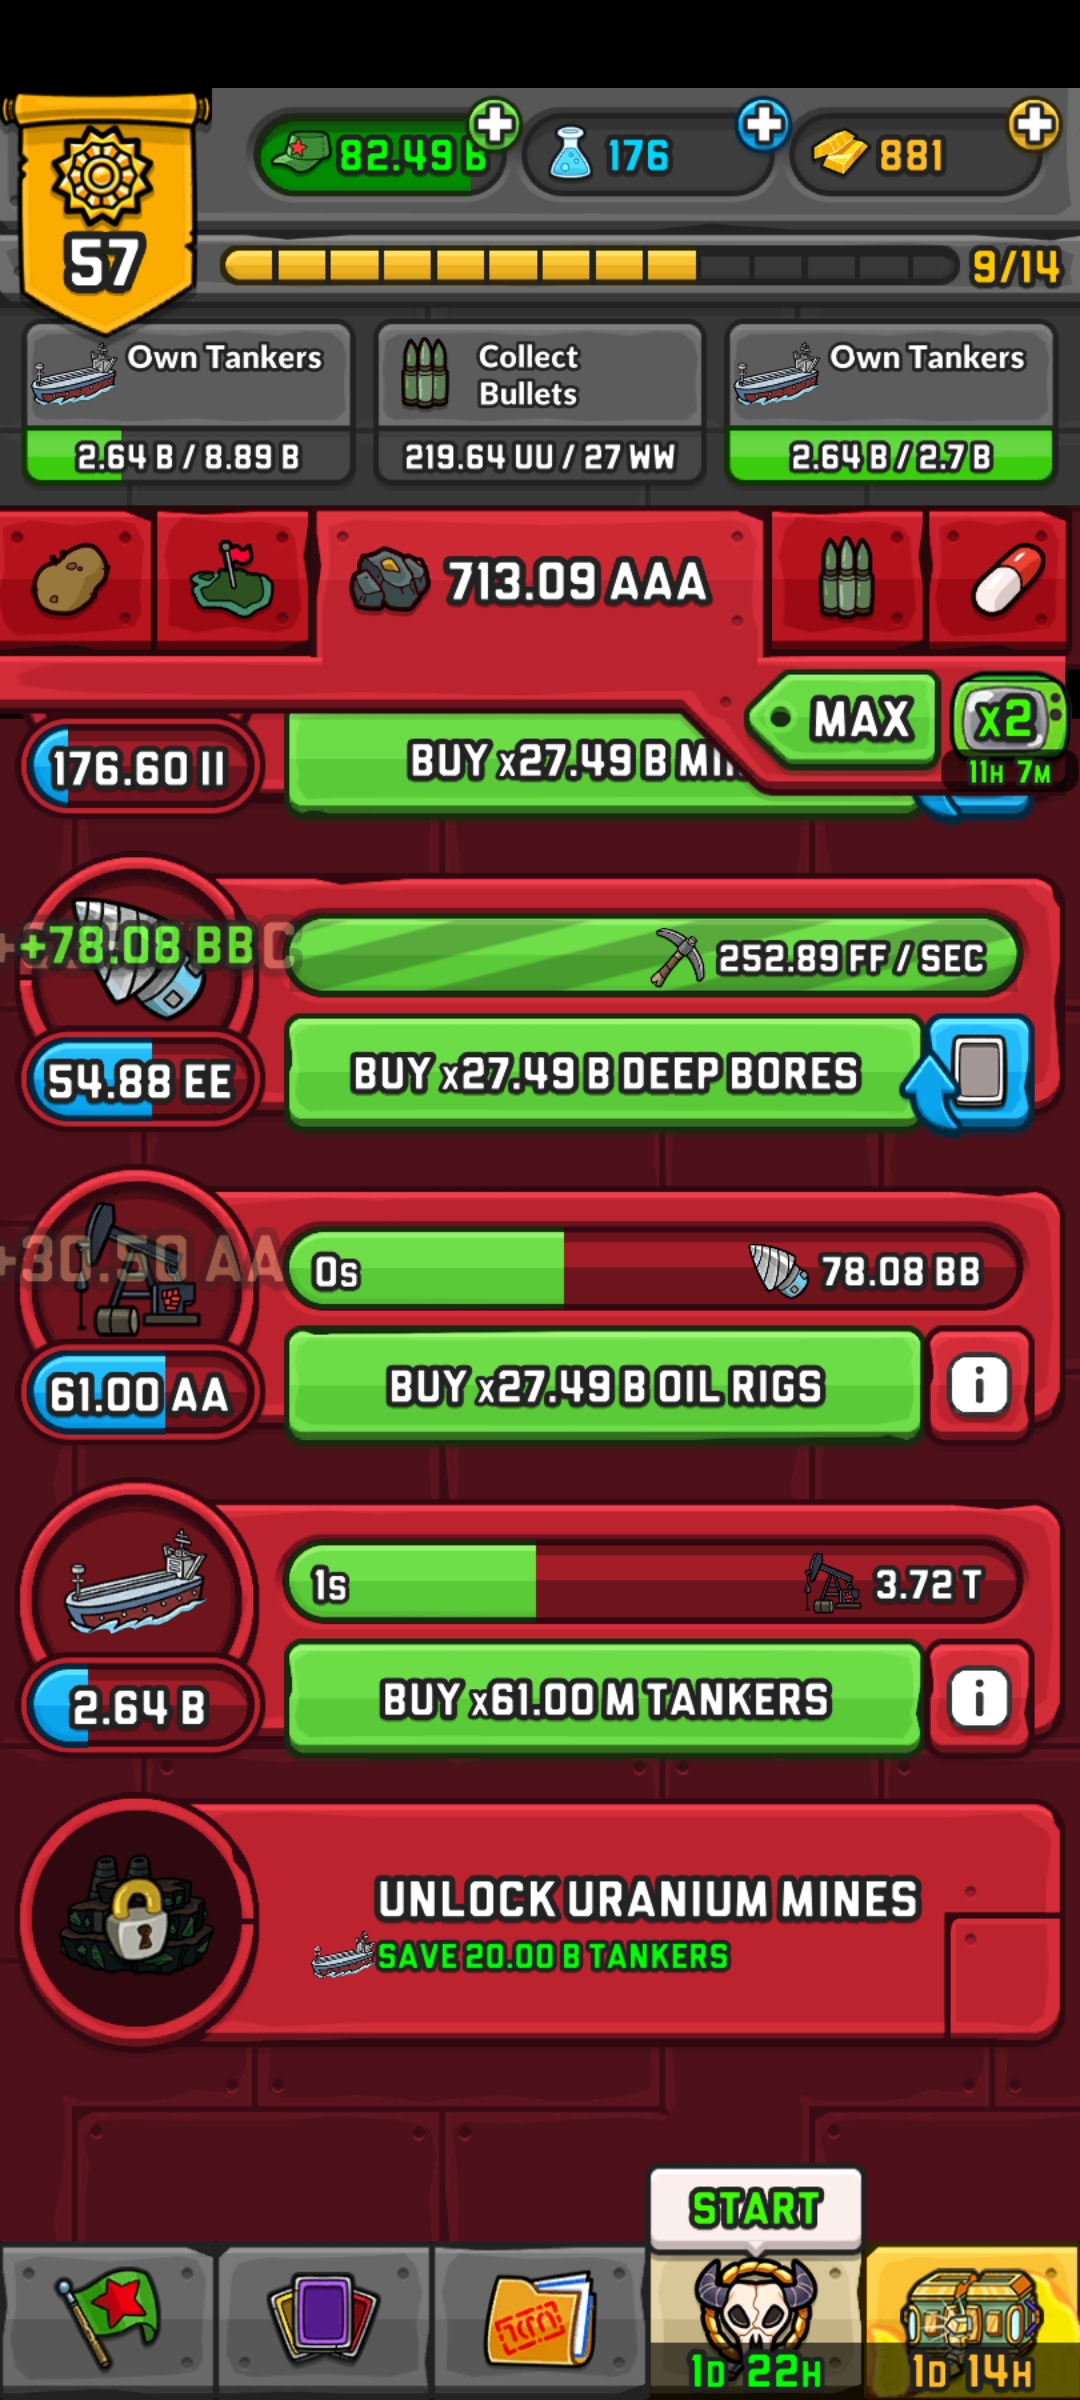 82.49 B
176
881
57
9/14
Own Tankers
2.64 B / 8.89 B
Collect
Bullets
219.64 UU / 27 WW
Own Tankers
2.64 B / 2.7 B
713.09 AAA
MAX
x2
11H 7M
176.60 II
BUY x27.49 B
+78.08 BB
252.89 FF / SEC
54.88 EE
BUY x27.49 B DEEP BORES
+30.50 AA
0s
78.08 BB
61.00 AA
BUY x27.49 B OIL RIGS
i
1s
3.72 T
2.64 B
BUY x61.00 M TANKERS
i
UNLOCK URANIUM MINES
SAVE 20.00 B TANKERS
START
1D 22H
1D 14H